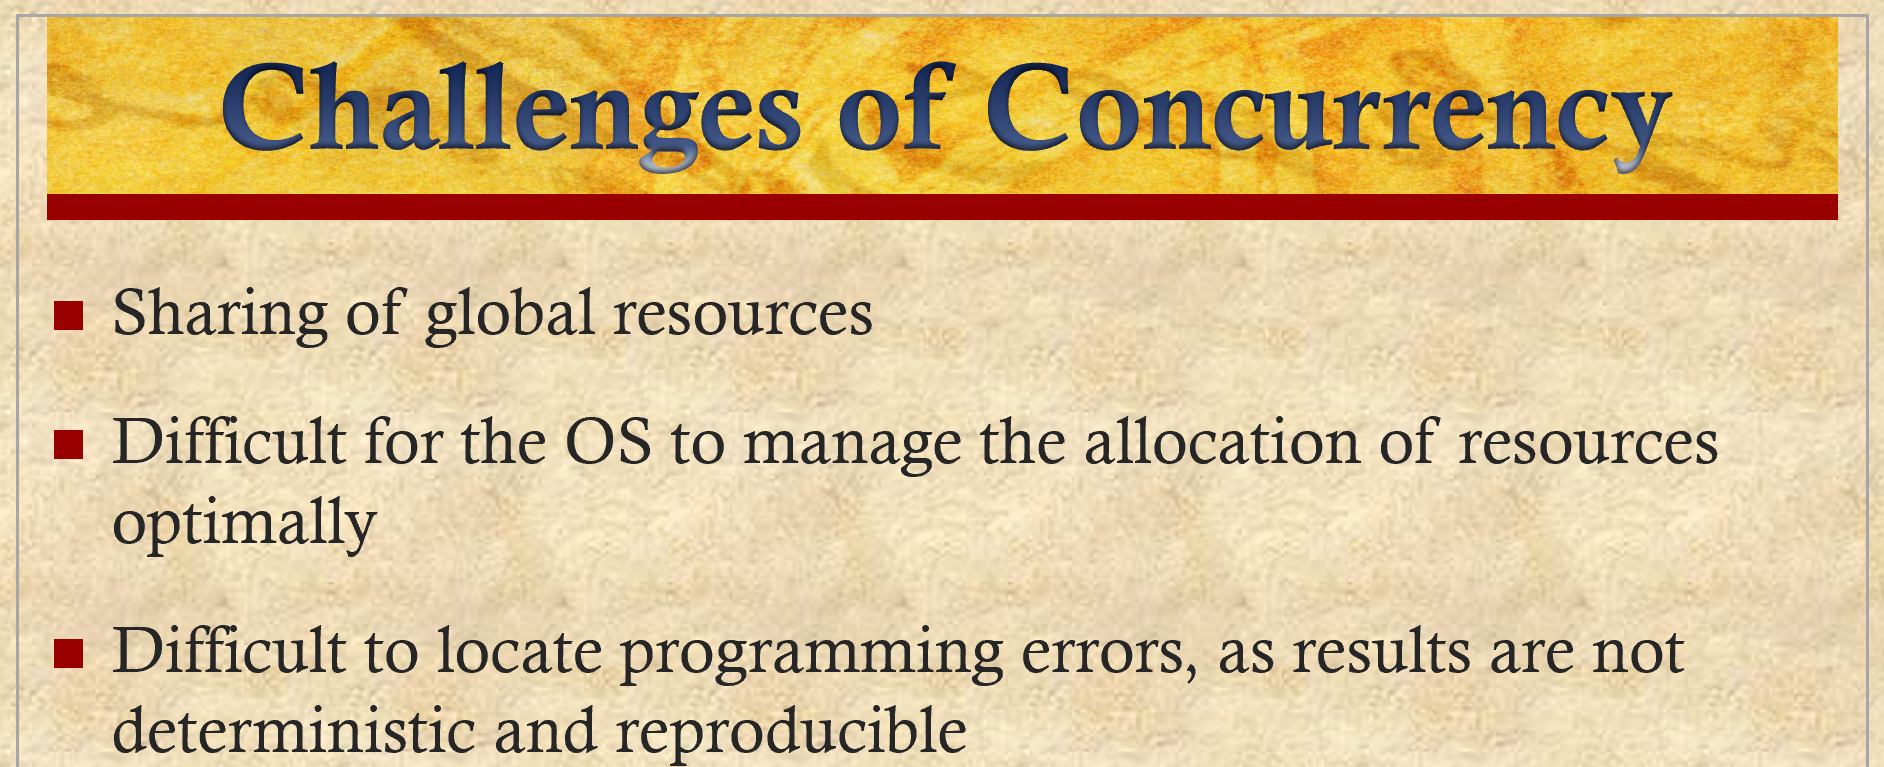 Challenges of Concurrency
Sharing of global resources
Difficult for the OS to manage the allocation of resources
optimally
Difficult to locate programming errors, as results are not
deterministic and reproducible